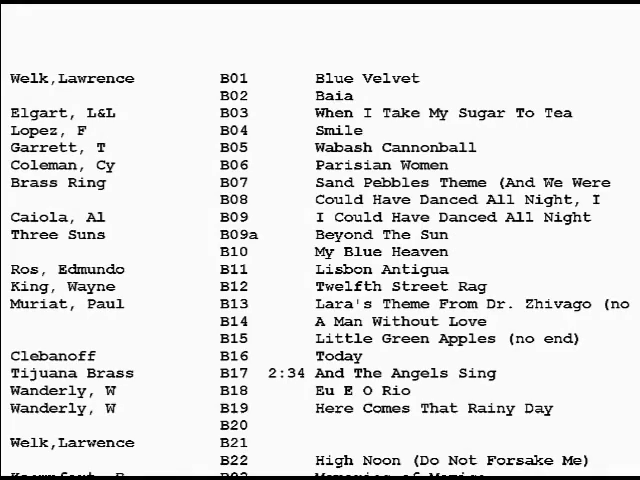 Welk,Lawrence B01 Blue Velvet
B02 Baia
Elgart, L&L B03 When I Take My Sugar To Tea
Lopez, F B04 Smile
Garrett, T B05 Wabash Cannonball
Coleman, Cy B06 Parisian Women
Brass Ring B07 Sand Pebbles Theme (And We Were
B08 Could Have Danced All Night, I
Caiola, Al B09 I Could Have Danced All Night
Three Suns B09a Beyond The Sun
B10 My Blue Heaven
Ros, Edmundo B11 Lisbon Antigua
King, Wayne B12 Twelfth Street Rag
Muriat, Paul B13 Lara's Theme From Dr. Zhivago (no
B14 A Man Without Love
B15 Little Green Apples (no end)
Clebanoff B16 Today
Tijuana Brass B17 2:34 And The Angels Sing
Wanderly, W B18 Eu E O Rio
Wanderly, W B19 Here Comes That Rainy Day
B20
Welk,Larwence B21
B22 High Noon (Do Not Forsake Me)